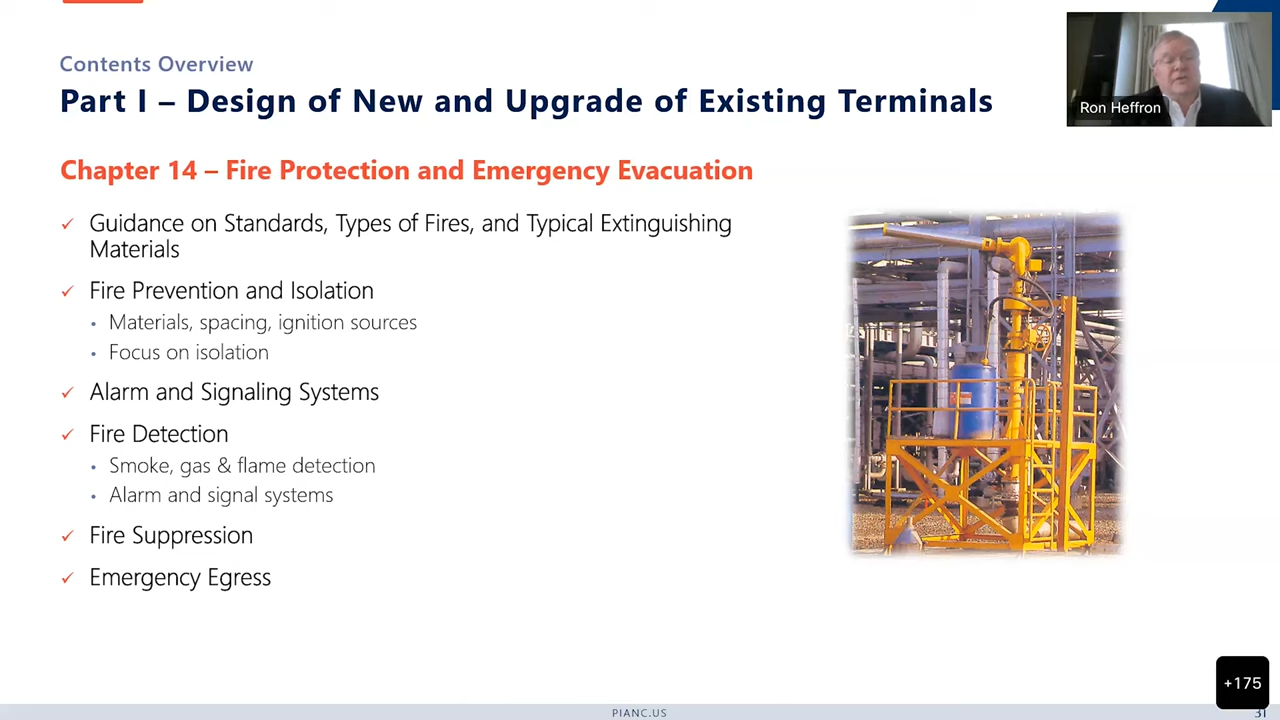 Contents Overview
Part I – Design of New and Upgrade of Existing Terminals
Ron Heffron
Chapter 14 – Fire Protection and Emergency Evacuation
✓ Guidance on Standards, Types of Fires, and Typical Extinguishing
Materials
✓ Fire Prevention and Isolation
• Materials, spacing, ignition sources
• Focus on isolation
✓ Alarm and Signaling Systems
✓ Fire Detection
• Smoke, gas & flame detection
• Alarm and signal systems
✓ Fire Suppression
✓ Emergency Egress
+175
PIANC.US
31